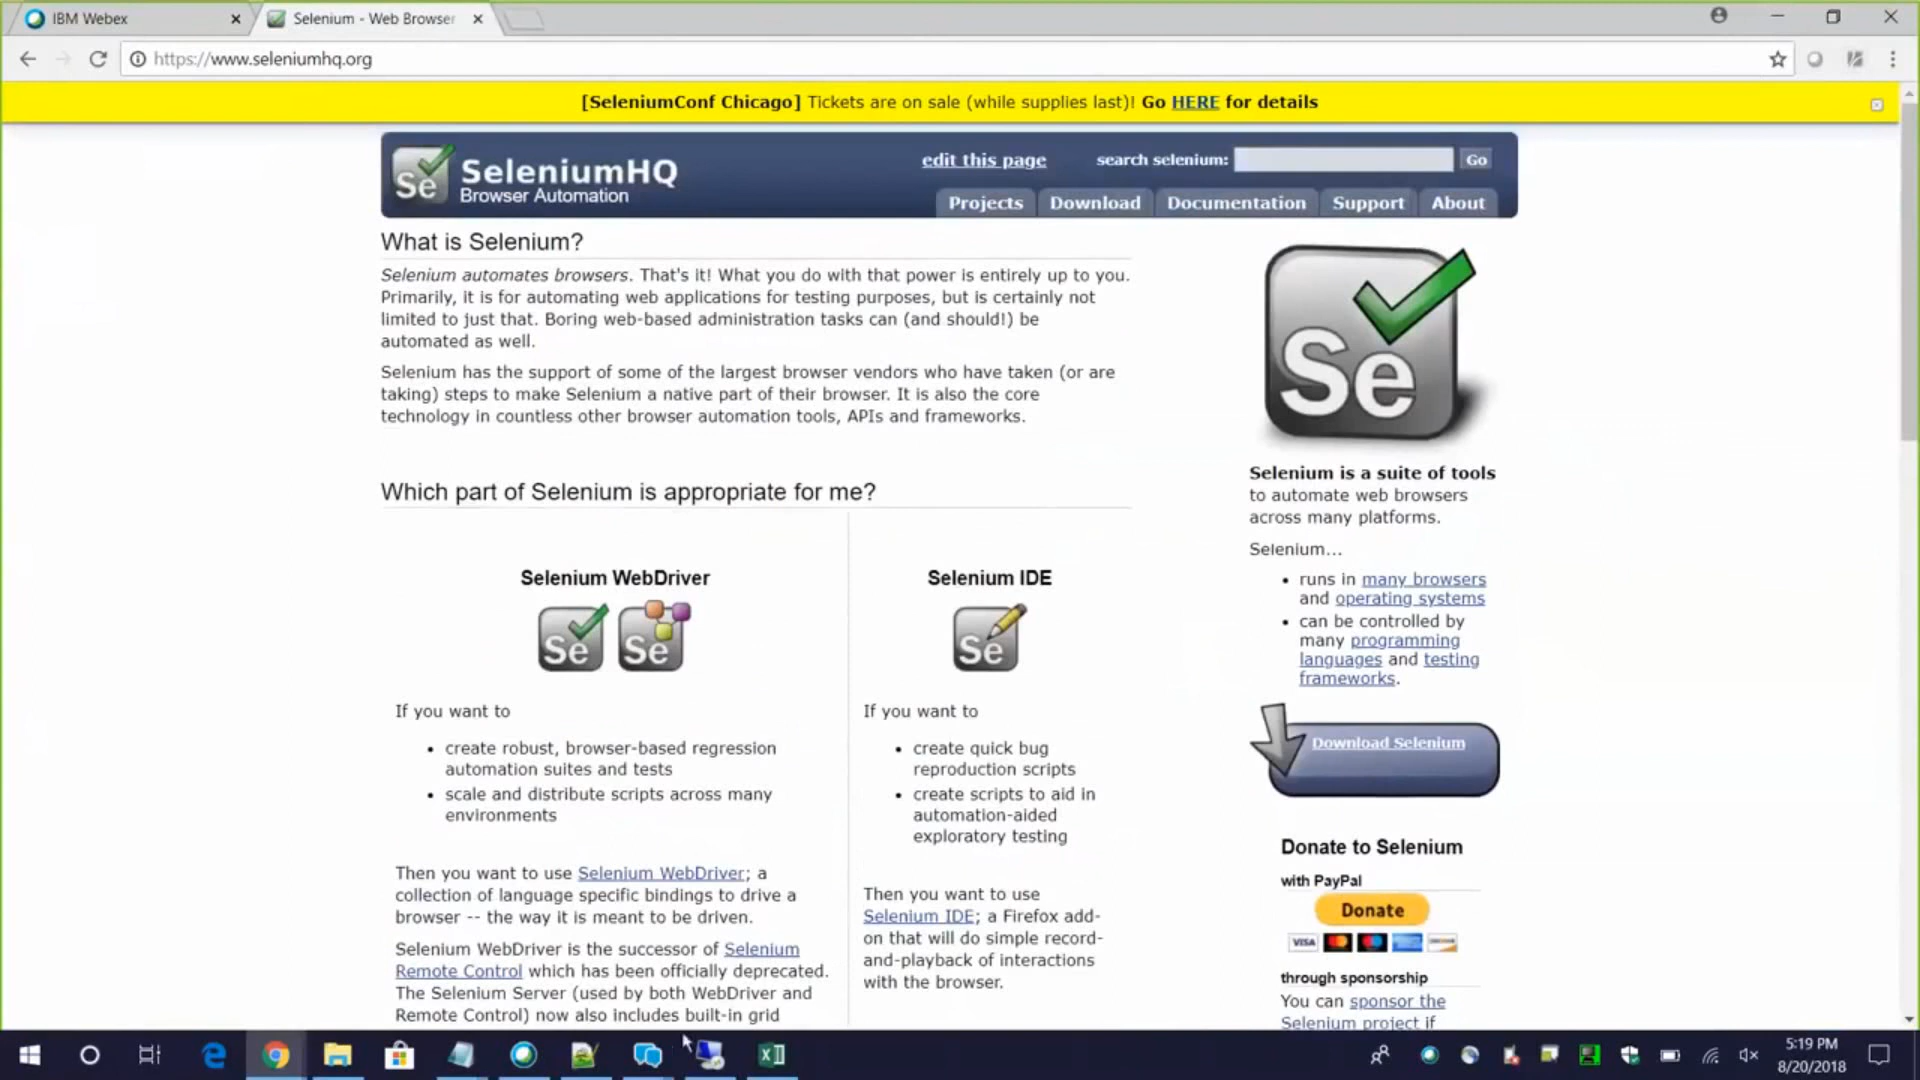 IBM Webex
Selenium - Web Browser
https://www.seleniumhq.org
[SeleniumConf Chicago] Tickets are on sale (while supplies last)! Go HERE for details
Se
SeleniumHQ
Browser Automation
edit this page
search selenium:
Go
Projects
Download
Documentation
Support
About
What is Selenium?
Selenium automates browsers. That's it! What you do with that power is entirely up to you.
Primarily, it is for automating web applications for testing purposes, but is certainly not
limited to just that. Boring web-based administration tasks can (and should!) be
automated as well.
Selenium has the support of some of the largest browser vendors who have taken (or are
taking) steps to make Selenium a native part of their browser. It is also the core
technology in countless other browser automation tools, APIs and frameworks.
Which part of Selenium is appropriate for me?
Selenium WebDriver
Se
Se
If you want to
• create robust, browser-based regression
automation suites and tests
• scale and distribute scripts across many
environments
Then you want to use Selenium WebDriver; a
collection of language specific bindings to drive a
browser -- the way it is meant to be driven.
Selenium WebDriver is the successor of Selenium
Remote Control which has been officially deprecated.
The Selenium Server (used by both WebDriver and
Remote Control) now also includes built-in grid
Selenium IDE
Se
If you want to
• create quick bug
reproduction scripts
• create scripts to aid in
automation-aided
exploratory testing
Then you want to use
Selenium IDE; a Firefox add-
on that will do simple record-
and-playback of interactions
with the browser.
Se
Selenium is a suite of tools
to automate web browsers
across many platforms.
Selenium...
• runs in many browsers
and operating systems
• can be controlled by
many programming
languages and testing
frameworks.
Download Selenium
Donate to Selenium
with PayPal
Donate
VISA
through sponsorship
You can sponsor the
Selenium project if
5:19 PM
8/20/2018